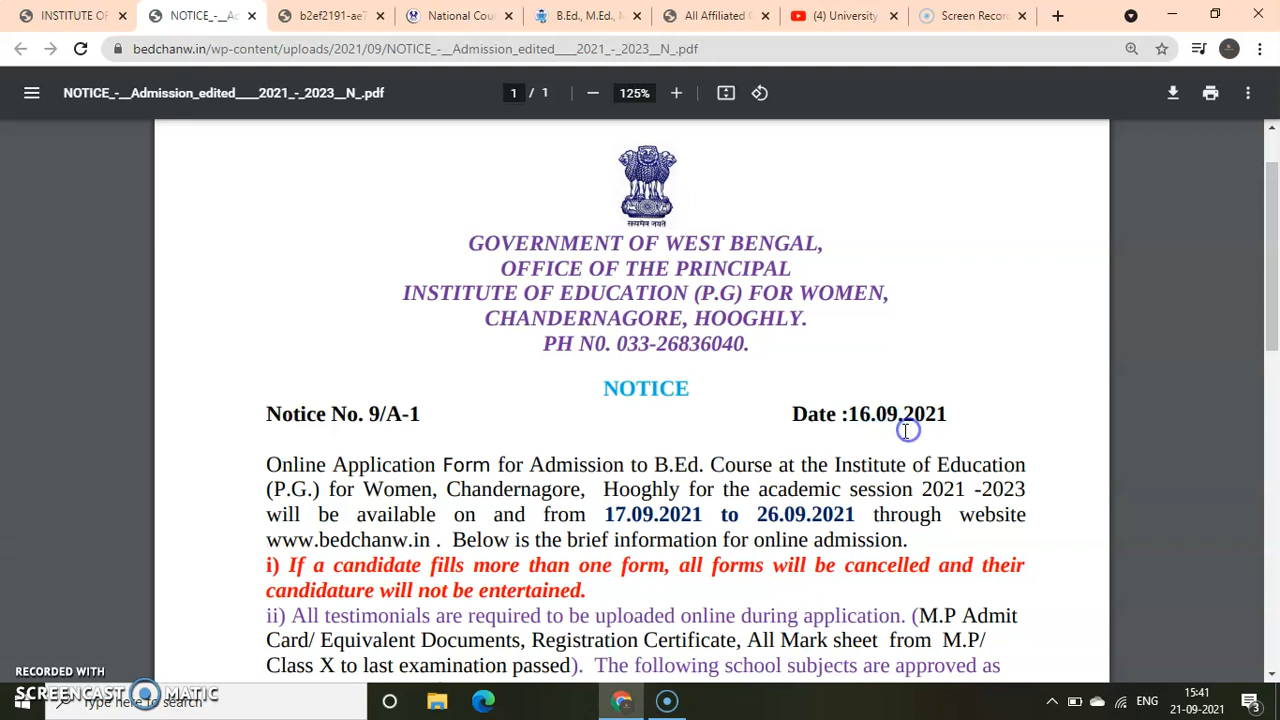 INSTITUTE OF
NOTICE_-__Ac
b2ef2191-ae7
National Cou
B.Ed., M.Ed., M
All Affiliated C
(4) University
Screen Recor
bedchanw.in/wp-content/uploads/2021/09/NOTICE_-__Admission_edited____2021_-_2023__N_.pdf
NOTICE_-__Admission_edited____2021_-_2023__N_.pdf
1 / 1
125%
सत्यमेव जयते
GOVERNMENT OF WEST BENGAL,
OFFICE OF THE PRINCIPAL
INSTITUTE OF EDUCATION (P.G) FOR WOMEN,
CHANDERNAGORE, HOOGHLY.
PH N0. 033-26836040.
NOTICE
Notice No. 9/A-1 Date :16.09.2021
Online Application Form for Admission to B.Ed. Course at the Institute of Education
(P.G.) for Women, Chandernagore, Hooghly for the academic session 2021 -2023
will be available on and from 17.09.2021 to 26.09.2021 through website
www.bedchanw.in . Below is the brief information for online admission.
i) If a candidate fills more than one form, all forms will be cancelled and their
candidature will not be entertained.
ii) All testimonials are required to be uploaded online during application. (M.P Admit
Card/ Equivalent Documents, Registration Certificate, All Mark sheet from M.P/
Class X to last examination passed). The following school subjects are approved as
RECORDED WITH
SCREENCAST MATIC
Type here to search
ENG
15:41
21-09-2021
3